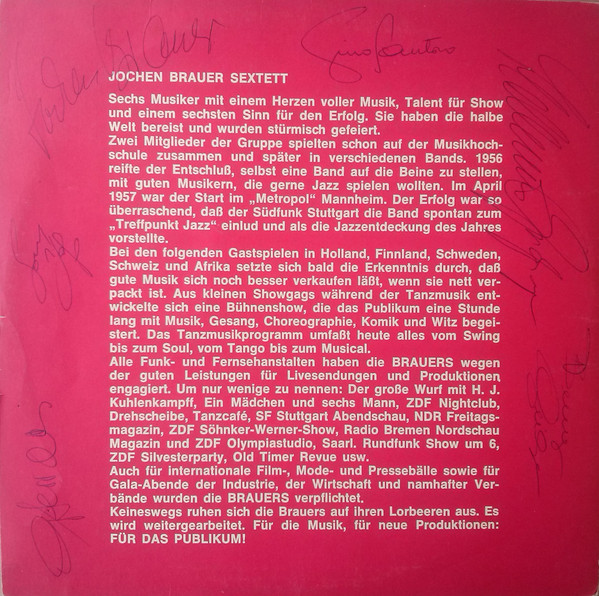 Jochen Brauer
Gino Santoro
JOCHEN BRAUER SEXTETT
Sechs Musiker mit einem Herzen voller Musik, Talent für Show
und einem sechsten Sinn für den Erfolg. Sie haben die halbe
Welt bereist und wurden stürmisch gefeiert.
Zwei Mitglieder der Gruppe spielten schon auf der Musikhoch-
schule zusammen und später in verschiedenen Bands. 1956
reifte der Entschluß, selbst eine Band auf die Beine zu stellen,
mit guten Musikern, die gerne Jazz spielen wollten. Im April
1957 war der Start im „Metropol" Mannheim. Der Erfolg war so
überraschend, daß der Südfunk Stuttgart die Band spontan zum
„Treffpunkt Jazz" einlud und als die Jazzentdeckung des Jahres
vorstellte.
Bei den folgenden Gastspielen in Holland, Finnland, Schweden,
Schweiz und Afrika setzte sich bald die Erkenntnis durch, daß
gute Musik sich noch besser verkaufen läßt, wenn sie nett ver-
packt ist. Aus kleinen Showgags während der Tanzmusik ent-
wickelte sich eine Bühnenshow, die das Publikum eine Stunde
lang mit Musik, Gesang, Choreographie, Komik und Witz begei-
stert. Das Tanzmusikprogramm umfaßt heute alles vom Swing
bis zum Soul, vom Tango bis zum Musical.
Alle Funk- und Fernsehanstalten haben die BRAUERS wegen
der guten Leistungen für Livesendungen und Produktionen
engagiert. Um nur wenige zu nennen: Der große Wurf mit H. J.
Kuhlenkampff, Ein Mädchen und sechs Mann, ZDF Nightclub,
Drehscheibe, Tanzcafé, SF Stuttgart Abendschau, NDR Freitags-
magazin, ZDF Söhnker-Werner-Show, Radio Bremen Nordschau
Magazin und ZDF Olympiastudio, Saarl. Rundfunk Show um 6,
ZDF Silvesterparty, Old Timer Revue usw.
Auch für internationale Film-, Mode- und Pressebälle sowie für
Gala-Abende der Industrie, der Wirtschaft und namhafter Ver-
bände wurden die BRAUERS verpflichtet.
Keineswegs ruhen sich die Brauers auf ihren Lorbeeren aus. Es
wird weitergearbeitet. Für die Musik, für neue Produktionen:
FÜR DAS PUBLIKUM!